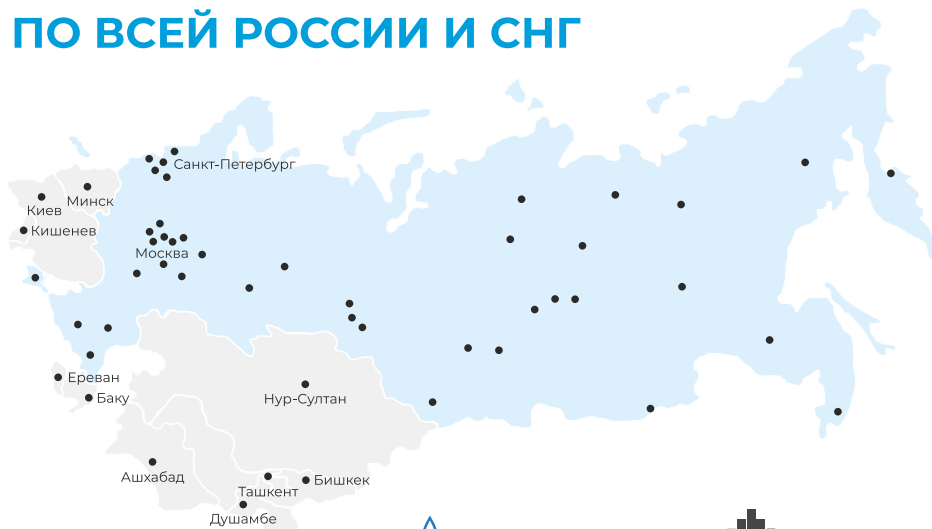 ПО ВСЕЙ РОССИИ И СНГ
Санкт-Петербург
Минск
Киев
Кишенев
Москва
Ереван
Баку
Нур-Султан
Ашхабад
Ташкент
Бишкек
Душамбе